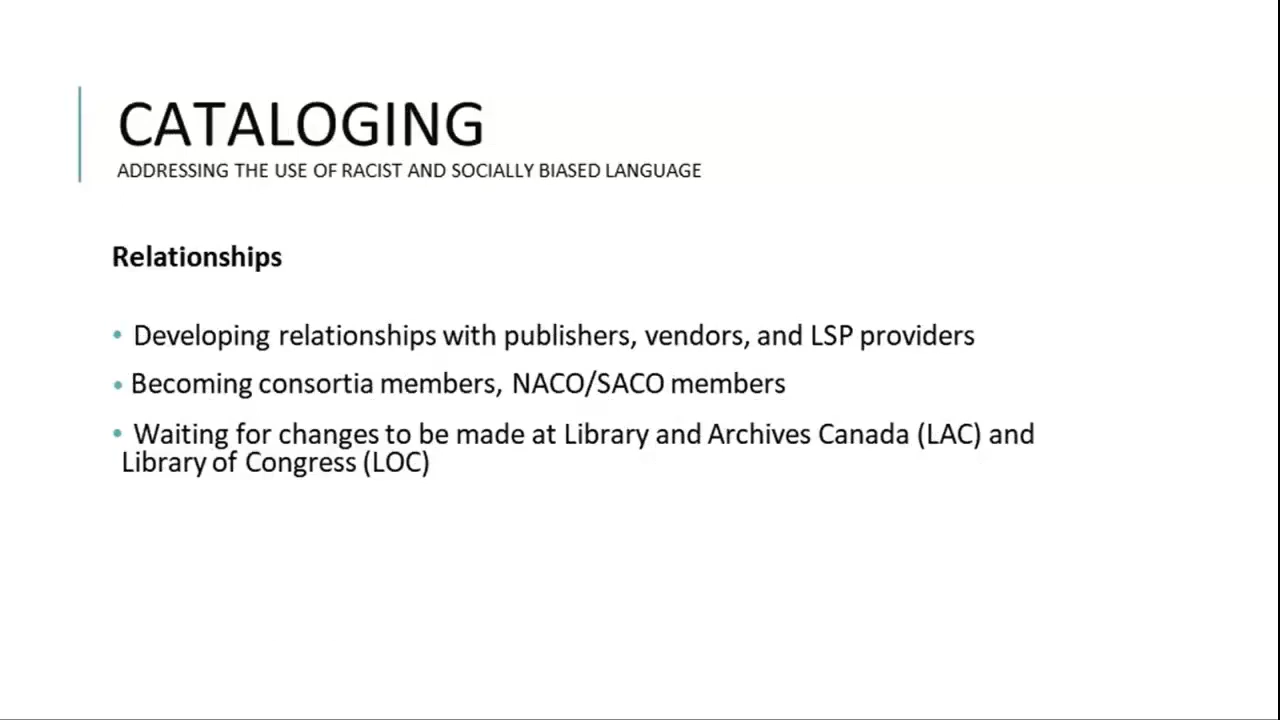 CATALOGING
ADDRESSING THE USE OF RACIST AND SOCIALLY BIASED LANGUAGE
Relationships
• Developing relationships with publishers, vendors, and LSP providers
• Becoming consortia members, NACO/SACO members
• Waiting for changes to be made at Library and Archives Canada (LAC) and
Library of Congress (LOC)